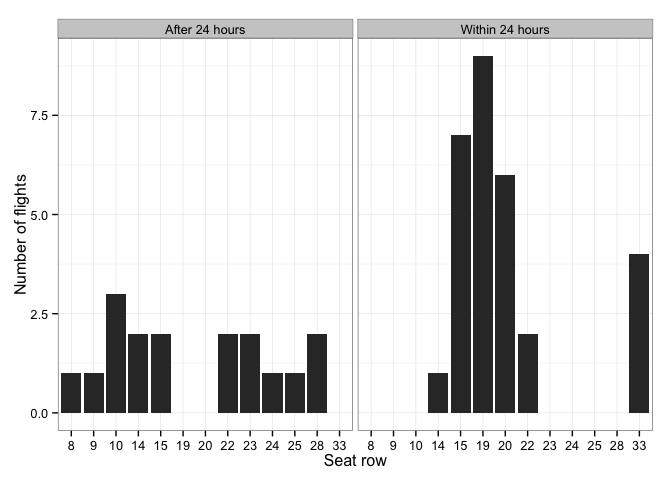 After 24 hours
Within 24 hours
Number of flights
7.5
5.0
2.5
0.0
8 9 10 14 15 19 20 22 23 24 25 28 33
8 9 10 14 15 19 20 22 23 24 25 28 33
Seat row